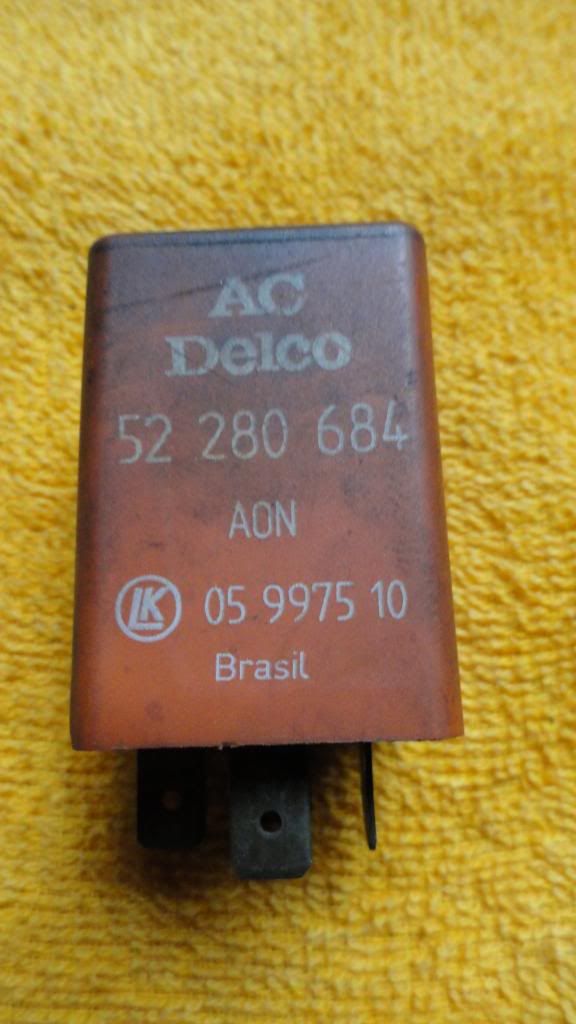 AC
Delco
52 280 684
AON
LK 05 9975 10
Brasil